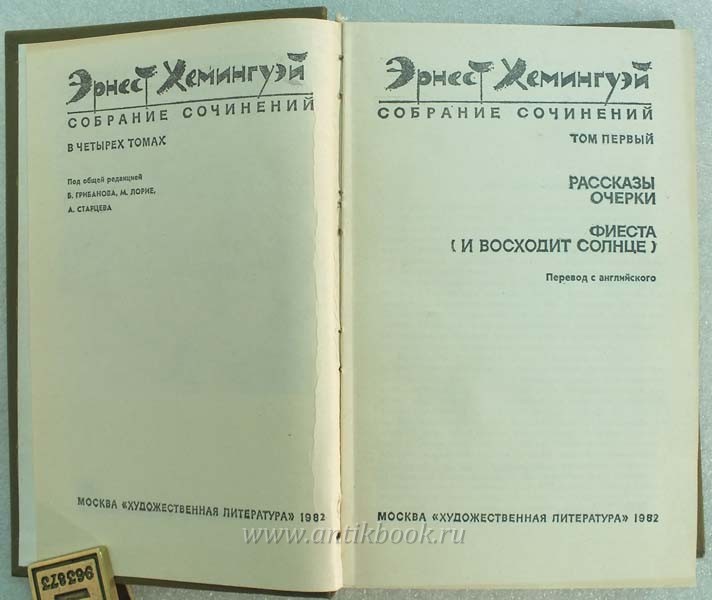 Эрнест Хемингуэй
СОБРАНИЕ СОЧИНЕНИЙ
В ЧЕТЫРЕХ ТОМАХ
Под общей редакцией
Б. ГРИБАНОВА, М. ЛОРИЕ,
А. СТАРЦЕВА
МОСКВА «ХУДОЖЕСТВЕННАЯ ЛИТЕРАТУРА» 1982
Эрнест Хемингуэй
СОБРАНИЕ СОЧИНЕНИЙ
ТОМ ПЕРВЫЙ
РАССКАЗЫ
ОЧЕРКИ
ФИЕСТА
(И ВОСХОДИТ СОЛНЦЕ)
Перевод с английского
МОСКВА «ХУДОЖЕСТВЕННАЯ ЛИТЕРАТУРА» 1982
www.antikbook.ru
963873